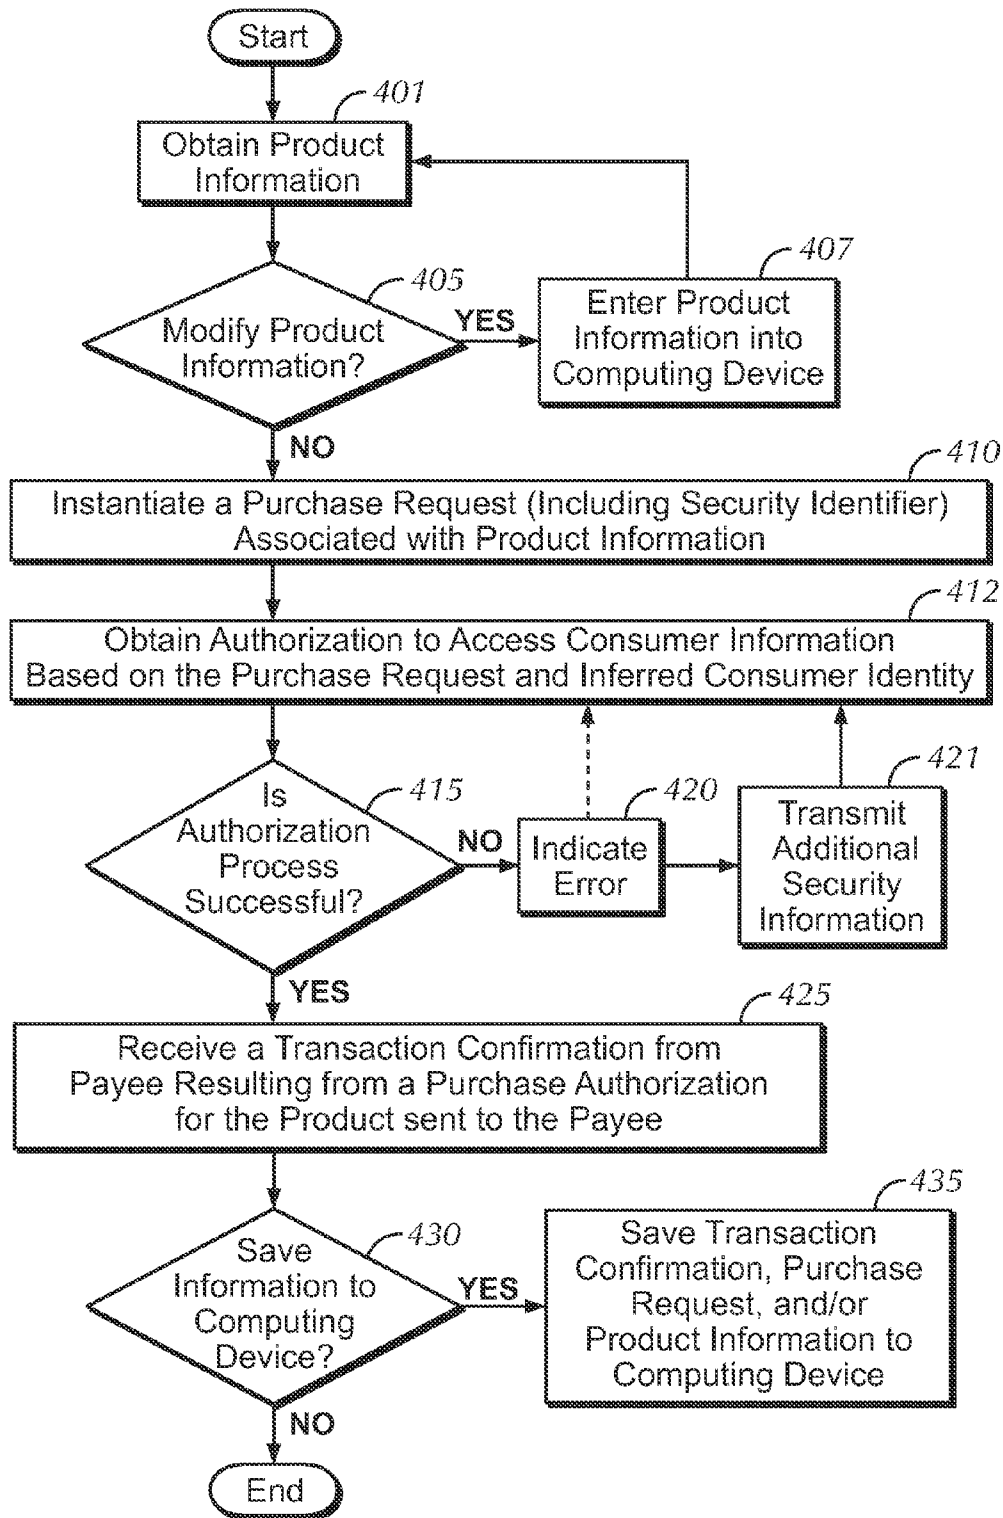 Start
401
Obtain Product
Information
405
Modify Product
Information?
YES
407
Enter Product
Information into
Computing Device
NO
410
Instantiate a Purchase Request (Including Security Identifier)
Associated with Product Information
412
Obtain Authorization to Access Consumer Information
Based on the Purchase Request and Inferred Consumer Identity
415
Is
Authorization
Process
Successful?
NO
420
Indicate
Error
421
Transmit
Additional
Security
Information
YES
425
Receive a Transaction Confirmation from
Payee Resulting from a Purchase Authorization
for the Product sent to the Payee
430
Save
Information to
Computing
Device?
YES
435
Save Transaction
Confirmation, Purchase
Request, and/or
Product Information to
Computing Device
NO
End